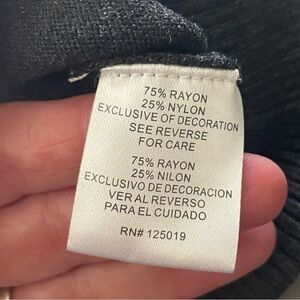 75% RAYON
25% NYLON
EXCLUSIVE OF DECORATION
SEE REVERSE
FOR CARE
75% RAYON
25% NILON
EXCLUSIVO DE DECORACION
VER AL REVERSO
PARA EL CUIDADO
RN# 125019